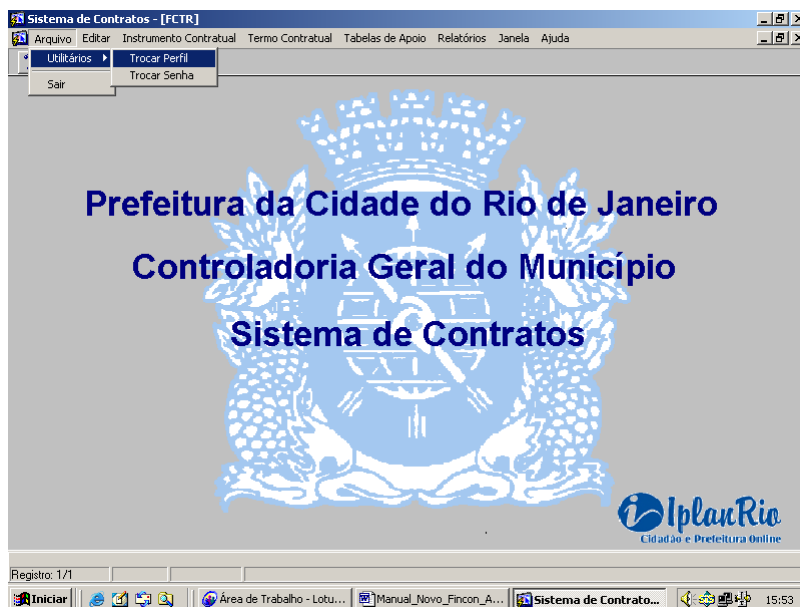 Sistema de Contratos - [FCTR]
Arquivo Editar Instrumento Contratual Termo Contratual Tabelas de Apoio Relatórios Janela Ajuda
Utilitários Trocar Perfil
Trocar Senha
Sair
Prefeitura da Cidade do Rio de Janeiro
Controladoria Geral do Município
Sistema de Contratos
IplanRio
Cidadão e Prefeitura Online
Registro: 1/1
Iniciar Área de Trabalho - Lotu... Manual_Novo_Fincon_A... Sistema de Contrato... 15:53